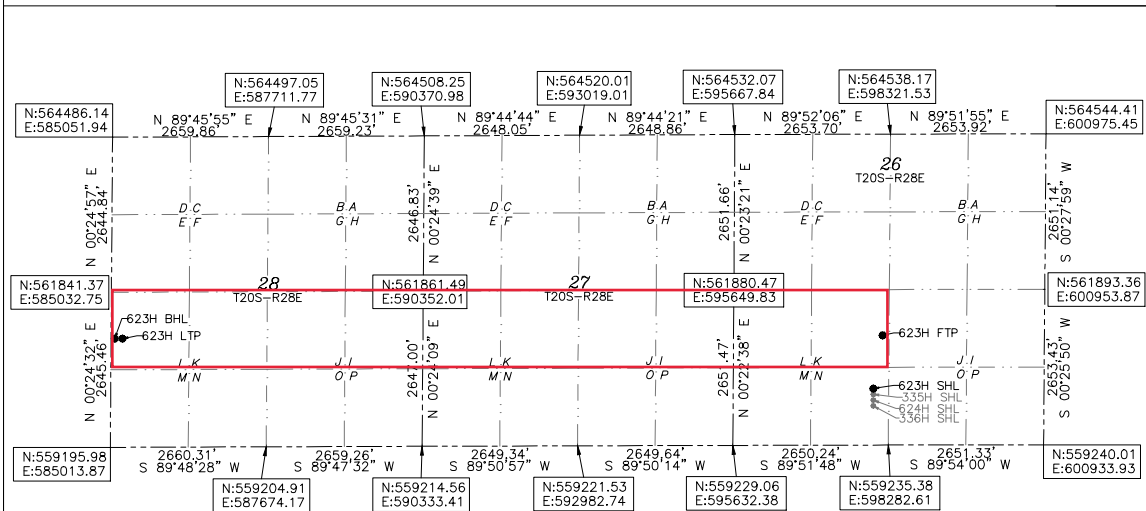 N:564497.05
E:587711.77
N:564508.25
E:590370.98
N:564520.01
E:593019.01
N:564532.07
E:595667.84
N:564538.17
E:598321.53
N:564486.14
E:585051.94
N:564544.41
E:600975.45
N 89°45'55" E
2659.86'
N 89°45'31" E
2659.23'
N 89°44'44" E
2648.05'
N 89°44'21" E
2648.86'
N 89°52'06" E
2653.70'
N 89°51'55" E
2653.92'
26
T20S-R28E
N 00°24'57" E
2644.84'
2646.83'
N 00°24'39" E
2651.66'
N 00°23'21" E
2651.14'
S 00°27'59" W
D C
E F
B A
G H
D C
E F
B A
G H
D C
E F
B A
G H
N:561841.37
E:585032.75
28
T20S-R28E
N:561861.49
E:590352.01
27
T20S-R28E
N:561880.47
E:595649.83
N:561893.36
E:600953.87
623H BHL
623H LTP
623H FTP
N 00°24'32" E
2645.46'
2647.00'
N 00°24'09" E
2651.47'
N 00°22'38" E
2653.43'
S 00°25'50" W
L K
M N
J I
O P
L K
M N
J I
O P
L K
M N
J I
O P
623H SHL
335H SHL
624H SHL
336H SHL
N:559195.98
E:585013.87
2660.31'
S 89°48'28" W
2659.26'
S 89°47'32" W
2649.34'
S 89°50'57" W
2649.64'
S 89°50'14" W
2650.24'
S 89°51'48" W
2651.33'
S 89°54'00" W
N:559240.01
E:600933.93
N:559204.91
E:587674.17
N:559214.56
E:590333.41
N:559221.53
E:592982.74
N:559229.06
E:595632.38
N:559235.38
E:598282.61